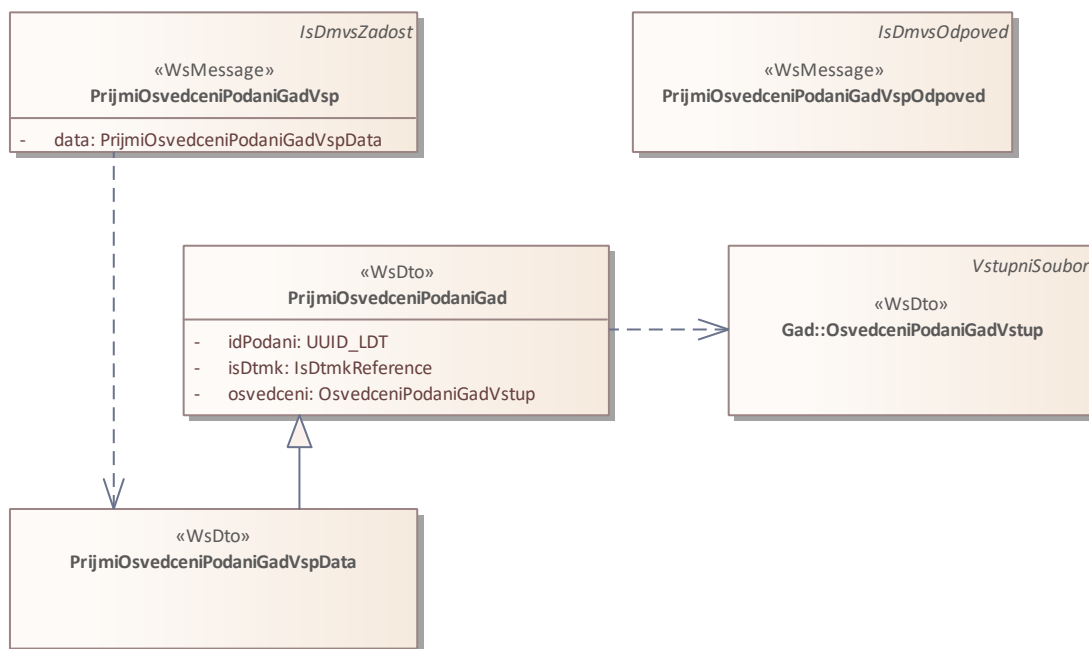 IsDmvsZadost
«WsMessage»
PrijmiOsvedceniPodaniGadVsp
- data: PrijmiOsvedceniPodaniGadVspData
IsDmvsOdpoved
«WsMessage»
PrijmiOsvedceniPodaniGadVspOdpoved
«WsDto»
PrijmiOsvedceniPodaniGad
- idPodani: UUID_LDT
- isDtmk: IsDtmkReference
- osvedceni: OsvedceniPodaniGadVstup
VstupniSoubor
«WsDto»
Gad::OsvedceniPodaniGadVstup
«WsDto»
PrijmiOsvedceniPodaniGadVspData